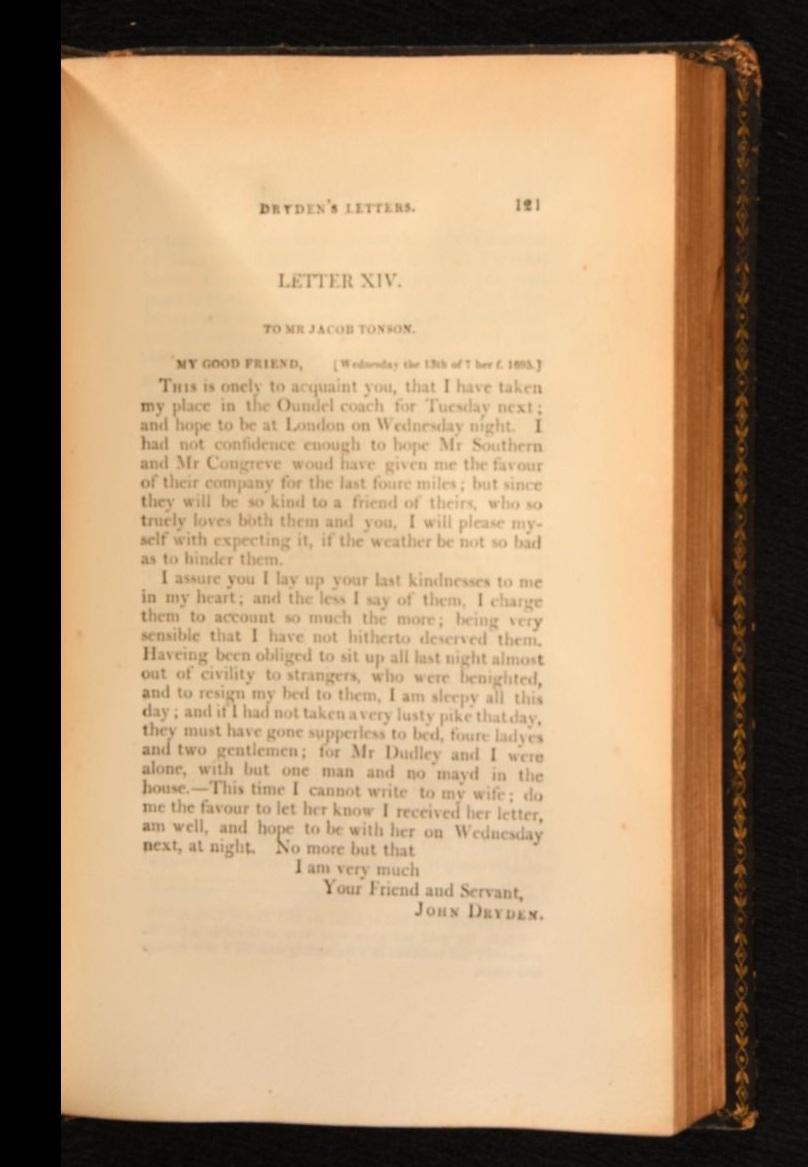 DRYDEN'S LETTERS. 121
LETTER XIV.
TO MR JACOB TONSON.
MY GOOD FRIEND, [Wednesday the 13th of 7 ber f. 1695.]
THIS is onely to acquaint you, that I have taken
my place in the Oundel coach for Tuesday next;
and hope to be at London on Wednesday night. I
had not confidence enough to hope Mr Southern
and Mr Congreve woud have given me the favour
of their company for the last foure miles; but since
they will be so kind to a friend of theirs, who so
truely loves both them and you, I will please my-
self with expecting it, if the weather be not so bad
as to hinder them.
I assure you I lay up your last kindnesses to me
in my heart; and the less I say of them, I charge
them to account so much the more; being very
sensible that I have not hitherto deserved them.
Haveing been obliged to sit up all last night almost
out of civility to strangers, who were benighted,
and to resign my bed to them, I am sleepy all this
day; and if I had not taken a very lusty pike that day,
they must have gone supperless to bed, foure ladyes
and two gentlemen; for Mr Dudley and I were
alone, with but one man and no mayd in the
house.—This time I cannot write to my wife; do
me the favour to let her know I received her letter,
am well, and hope to be with her on Wednesday
next, at night. No more but that
I am very much
Your Friend and Servant,
JOHN DRYDEN.